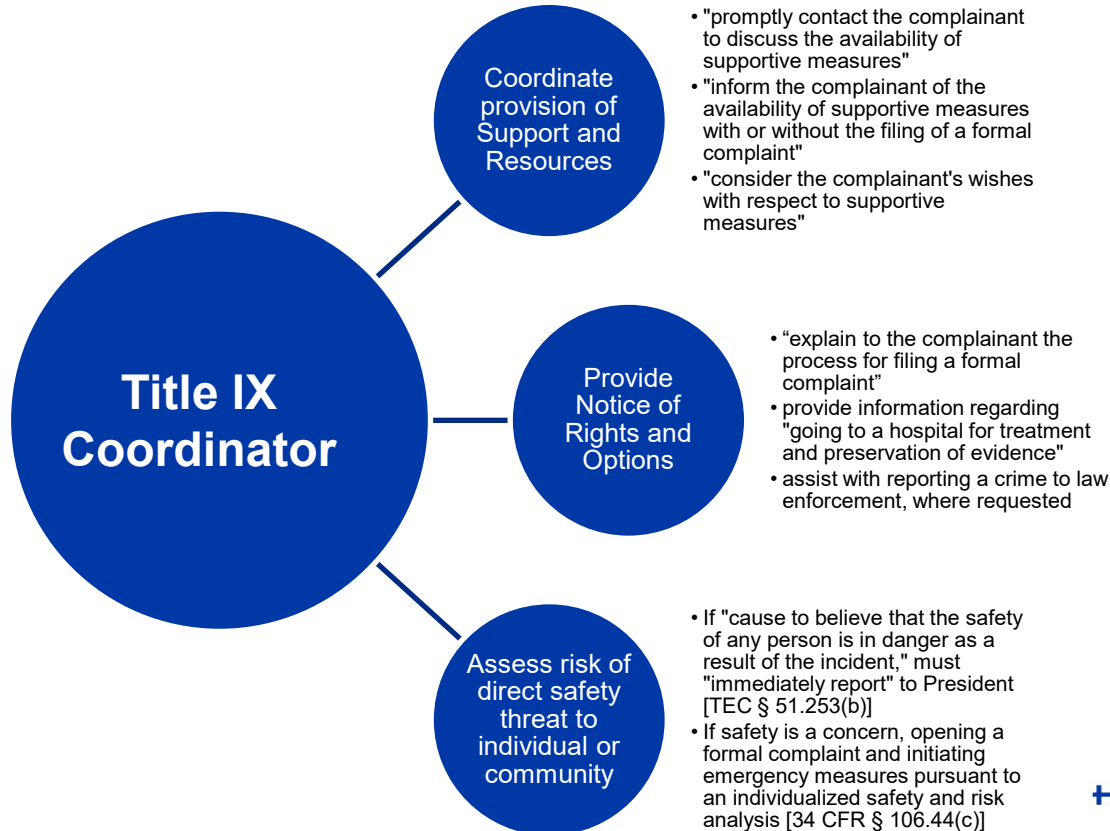 Title IX
Coordinator
Coordinate
provision of
Support and
Resources
• "promptly contact the complainant
to discuss the availability of
supportive measures"
• "inform the complainant of the
availability of supportive measures
with or without the filing of a formal
complaint"
• "consider the complainant's wishes
with respect to supportive
measures"
Provide
Notice of
Rights and
Options
• “explain to the complainant the
process for filing a formal
complaint”
• provide information regarding
"going to a hospital for treatment
and preservation of evidence"
• assist with reporting a crime to law
enforcement, where requested
Assess risk of
direct safety
threat to
individual or
community
• If "cause to believe that the safety
of any person is in danger as a
result of the incident," must
"immediately report" to President
[TEC § 51.253(b)]
• If safety is a concern, opening a
formal complaint and initiating
emergency measures pursuant to
an individualized safety and risk
analysis [34 CFR § 106.44(c)]